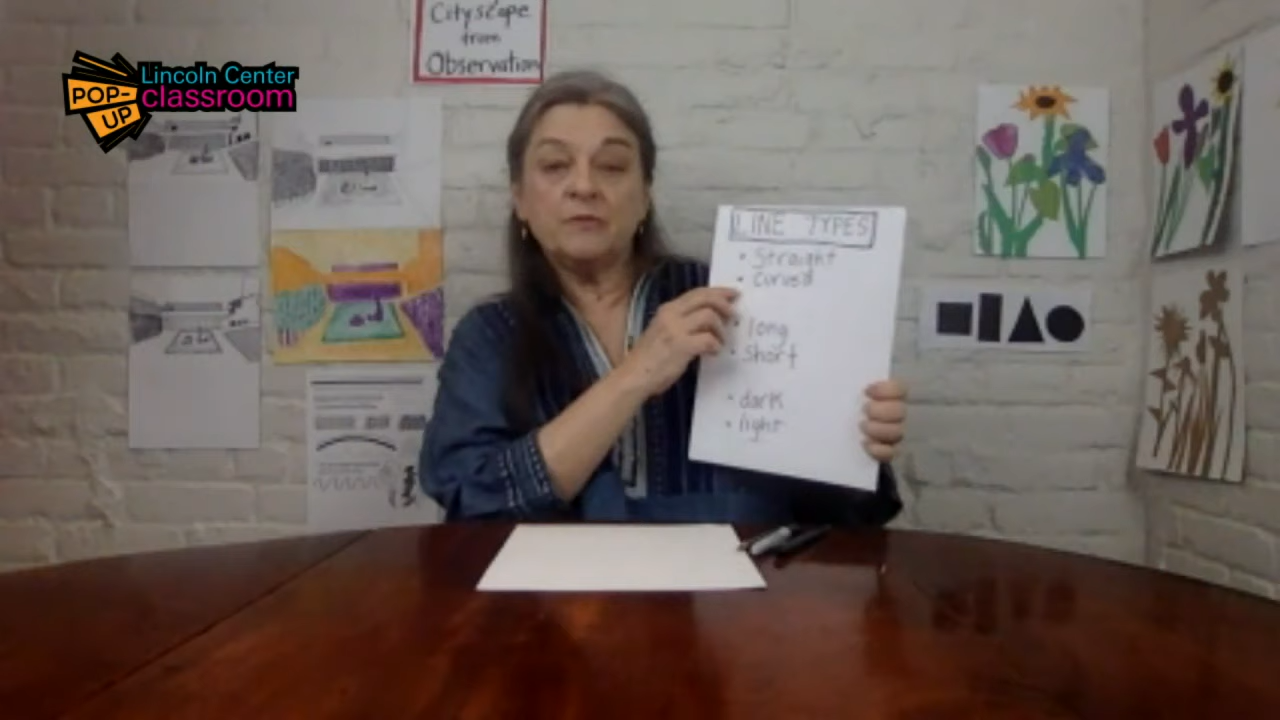 Cityscape
from
Observation
Lincoln Center
POP-
UP
classroom
LINE TYPES
• Straight
• Curved
• long
• short
• dark
• light